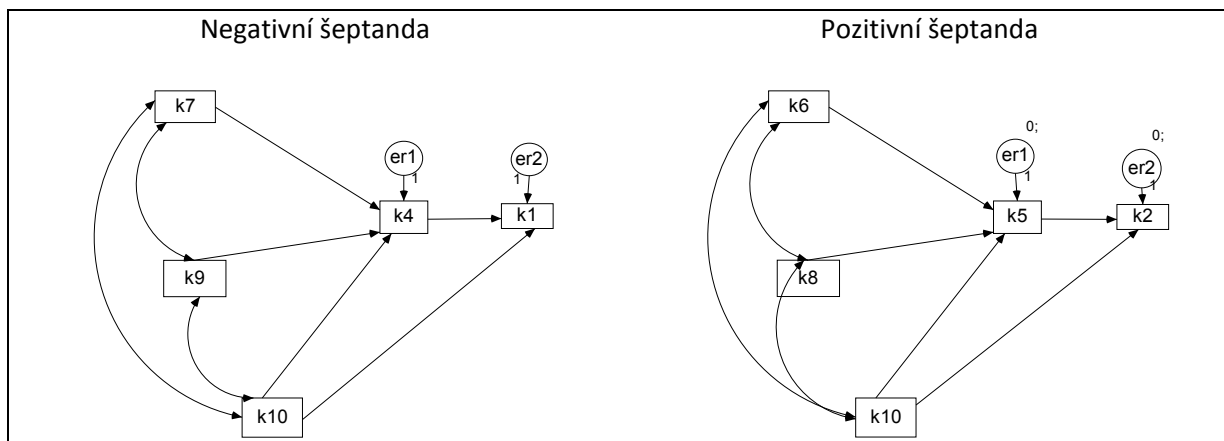 Negativní šeptanda
k7
er1
1
er2
1
k4
k1
k9
k10
Pozitivní šeptanda
k6
0;
er1
1
0;
er2
1
k5
k2
k8
k10